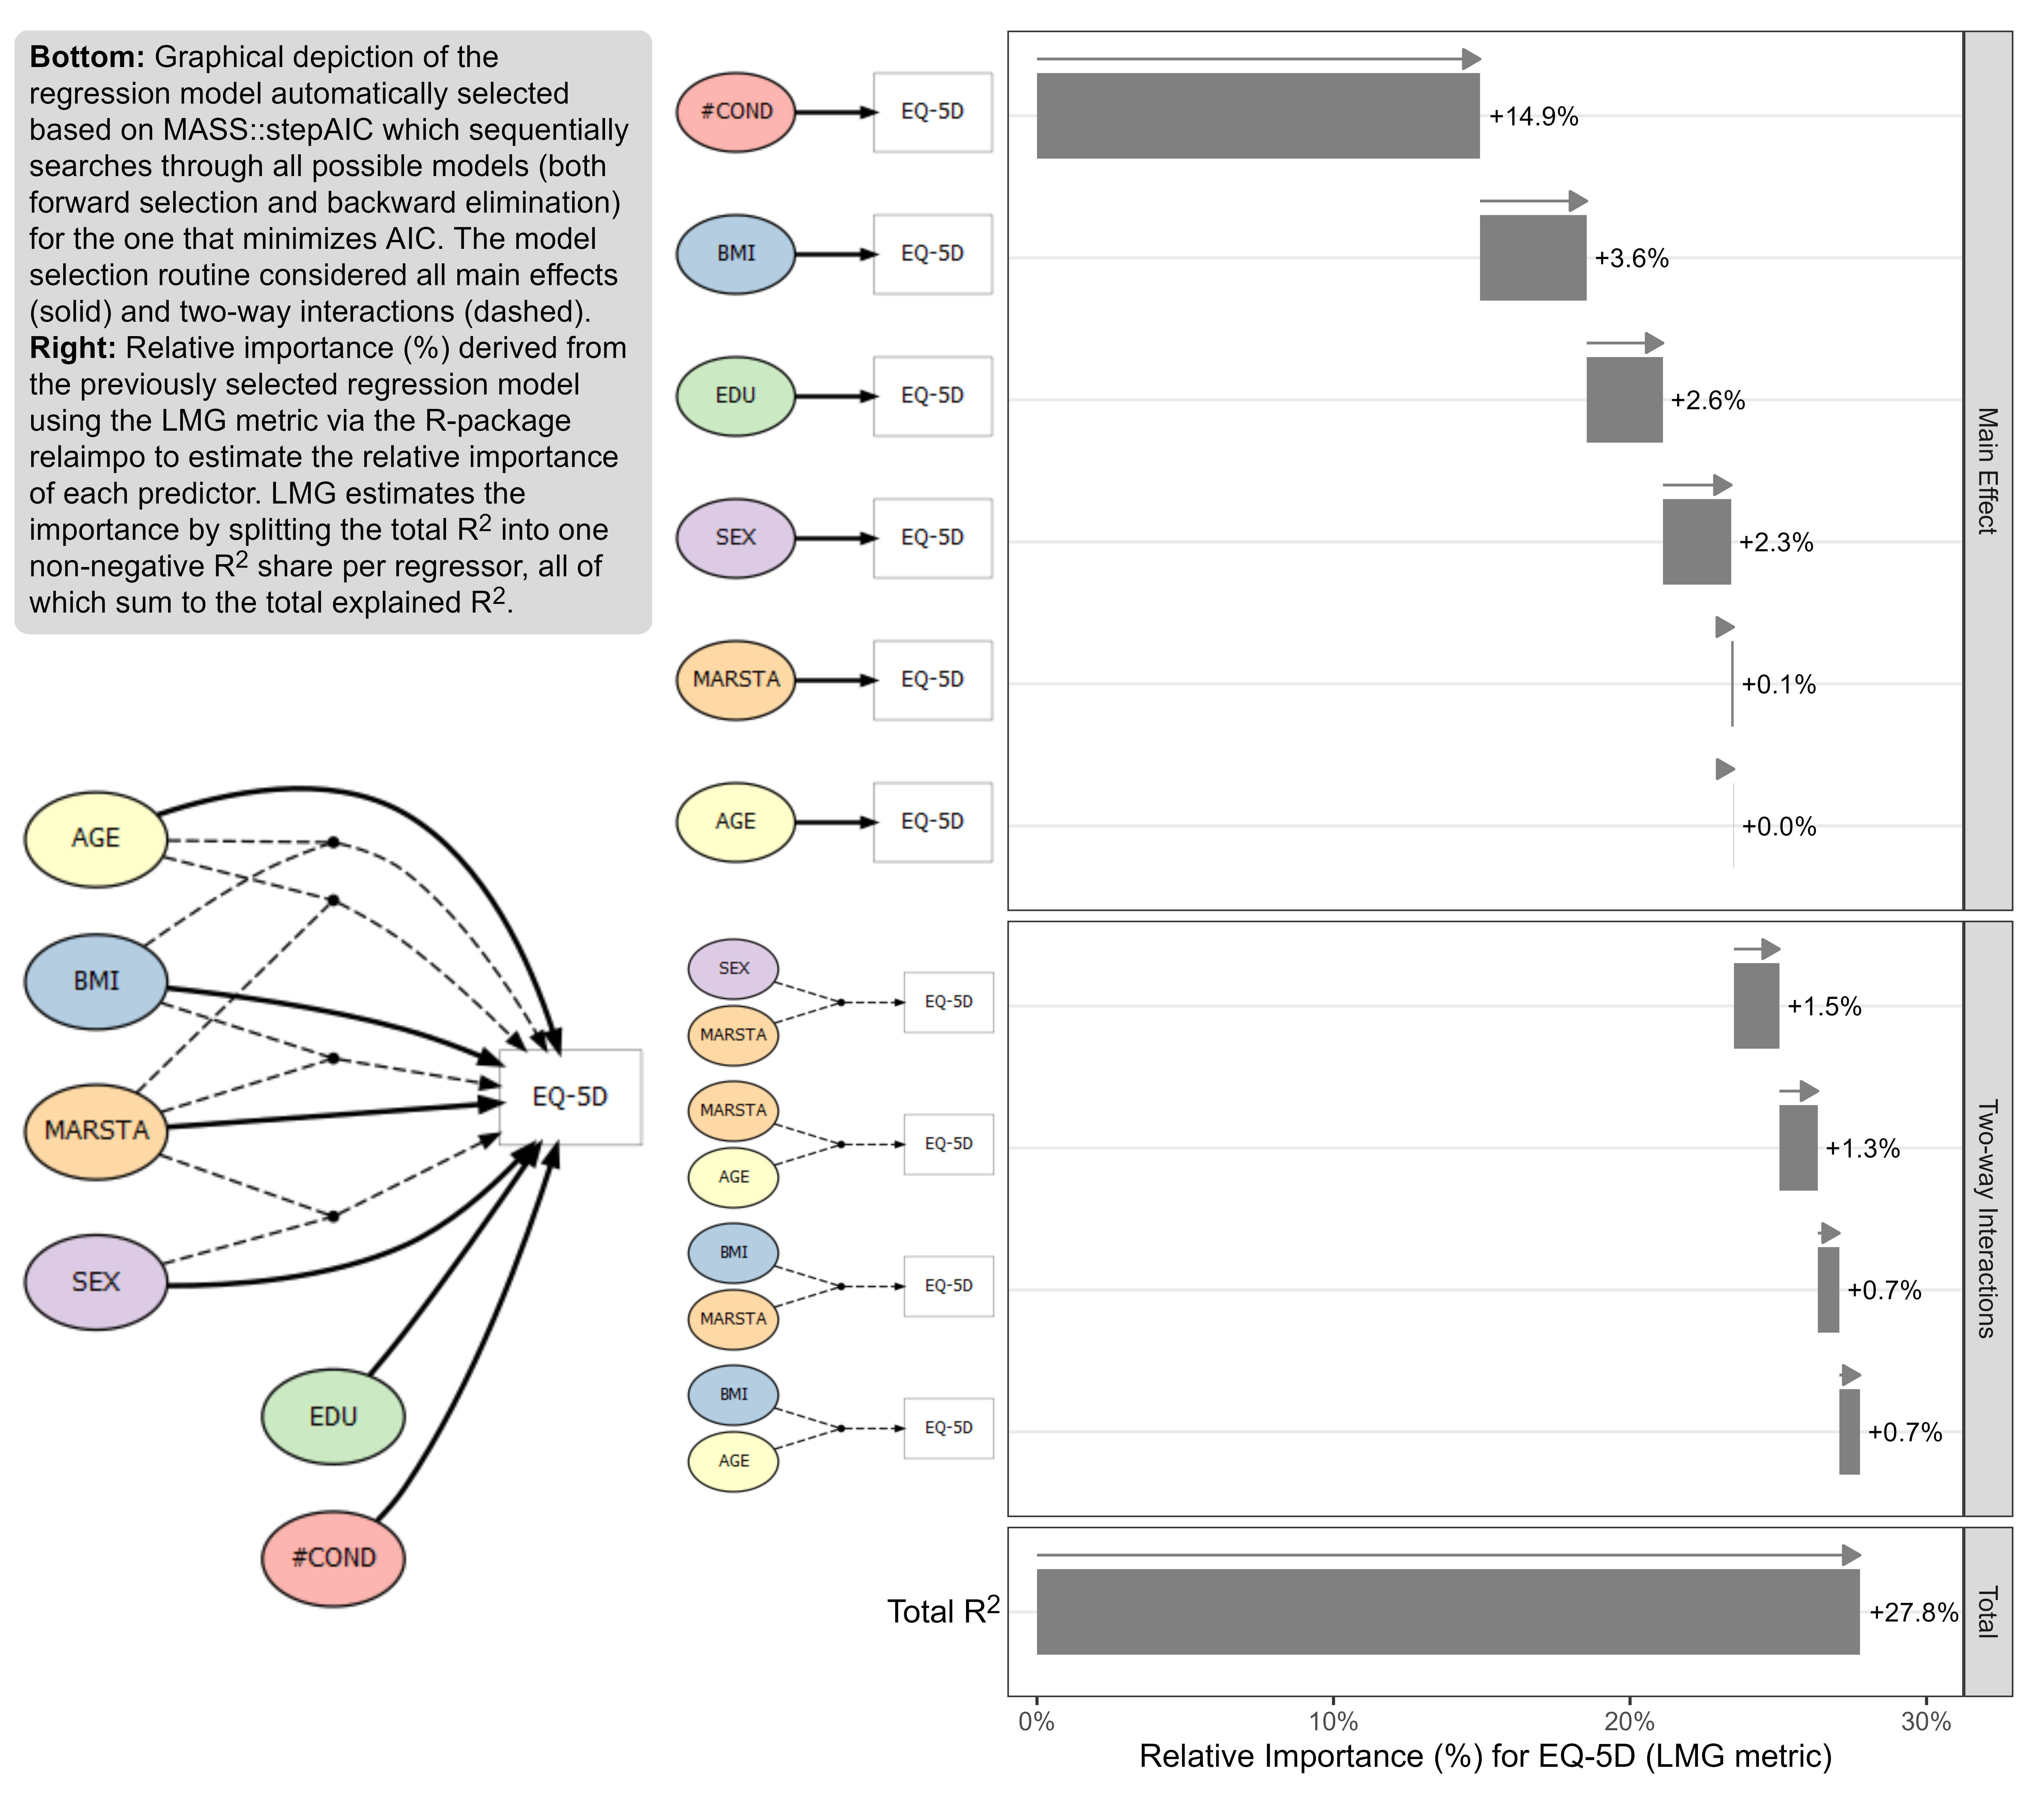 Bottom: Graphical depiction of the
regression model automatically selected
based on MASS::stepAIC which sequentially
searches through all possible models (both
forward selection and backward elimination)
for the one that minimizes AIC. The model
selection routine considered all main effects
(solid) and two-way interactions (dashed).
Right: Relative importance (%) derived from
the previously selected regression model
using the LMG metric via the R-package
relaimpo to estimate the relative importance
of each predictor. LMG estimates the
importance by splitting the total R² into one
non-negative R² share per regressor, all of
which sum to the total explained R².
AGE
BMI
MARSTA
SEX
EDU
#COND
EQ-5D
#COND EQ-5D +14.9%
BMI EQ-5D +3.6%
EDU EQ-5D +2.6%
SEX EQ-5D +2.3%
MARSTA EQ-5D +0.1%
AGE EQ-5D +0.0%
Main Effect
SEX
MARSTA
EQ-5D
+1.5%
MARSTA
AGE
EQ-5D
+1.3%
BMI
MARSTA
EQ-5D
+0.7%
BMI
AGE
EQ-5D
+0.7%
Two-way Interactions
Total R² +27.8%
Total
0% 10% 20% 30%
Relative Importance (%) for EQ-5D (LMG metric)